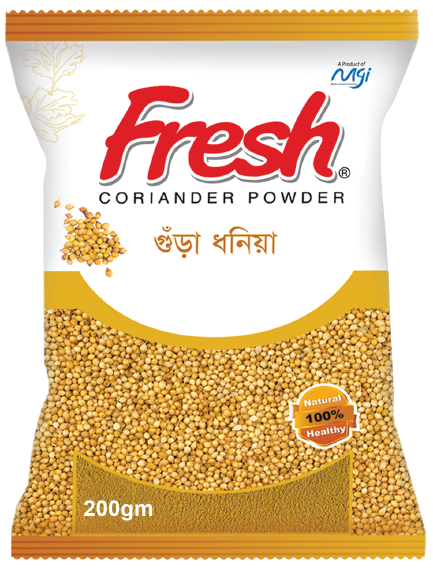 A Product of
mgi
Fresh®
CORIANDER POWDER
গুঁড়া ধনিয়া
Natural
100%
Healthy
200gm